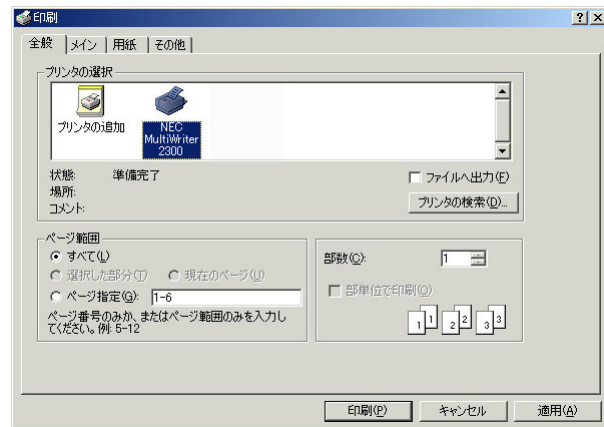 印刷
? ×
全般 メイン 用紙 その他
プリンタの選択
プリンタの追加
NEC
MultiWriter
2300
状態: 準備完了
場所:
コメント:
ファイルへ出力(F)
プリンタの検索(D)...
ページ範囲
すべて(L)
選択した部分(T) 現在のページ(U)
ページ指定(G): 1-6
ページ番号のみか、またはページ範囲のみを入力し
てください。例: 5-12
部数(C): 1
部単位で印刷(O)
1 1 2 2 3 3
印刷(P) キャンセル 適用(A)